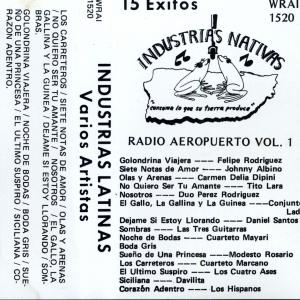 WRAI
1520
LOS CARRETEROS / SIETE NOTAS DE AMOR / OLAS Y ARENAS
/ NO QUIERO SER TU AMANTE / NOSOTROS / EL GALLO, LA
GALLINA Y LA GUINEA / DEJAME SI ESTOY LLORANDO / SOM-
BRAS.
GOLONDRINA VIAJERA / NOCHE DE BODAS / BODA GRIS / SUE-
ÑO DE UNA PRINCESA / EL ULTIMO SUSPIRO / SICILIANA / CO-
RAZON ADENTRO.
INDUSTRIAS LATINAS
Varios Artistas
15 Exitos
WRAI
1520
INDUSTRIAS NATIVAS
"consuma lo que su tierra produce"
RADIO AEROPUERTO VOL. 1
Golondrina Viajera --- Felipe Rodriguez
Siete Notas de Amor --- Johnny Albino
Olas y Arenas --- Carmen Delia Dipini
No Quiero Ser Tu Amante --- Tito Lara
Nosotros --- Duo Perez Rodriguez
El Gallo, La Gallina y La Guinea ---Conjunto
Dejame Si Estoy Llorando --- Daniel Santos
Sombras --- Las Tres Guitarras
Noche de Bodas --- Cuarteto Mayari
Boda Gris
Sueño de Una Princesa --Modesto Rosario
Los Carreteros --- Cuarteto Marcano
El Ultimo Suspiro --- Los Cuatro Ases
Siciliana --- Davilita
Corazón Adentro --- Los Hispanos